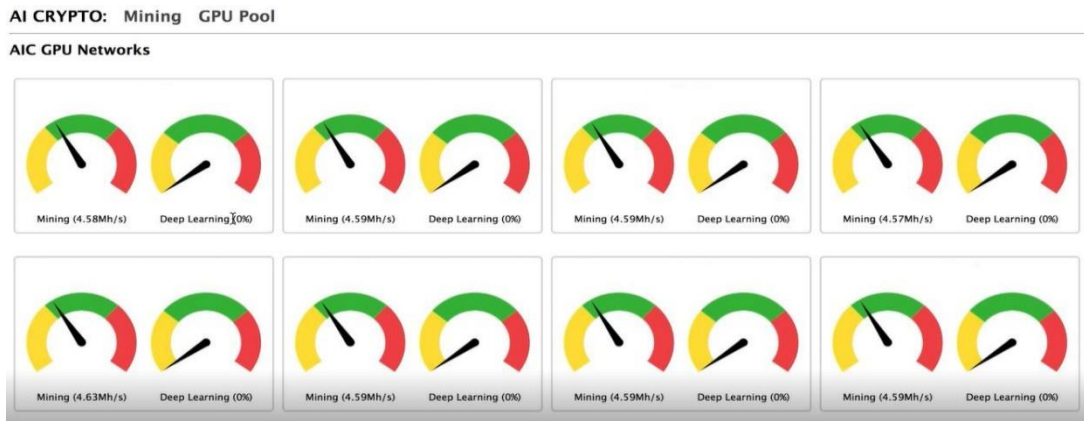 AI CRYPTO: Mining GPU Pool
AIC GPU Networks
Mining (4.58Mh/s) Deep Learning (0%) Mining (4.59Mh/s) Deep Learning (0%) Mining (4.59Mh/s) Deep Learning (0%) Mining (4.57Mh/s) Deep Learning (0%)
Mining (4.63Mh/s) Deep Learning (0%) Mining (4.59Mh/s) Deep Learning (0%) Mining (4.59Mh/s) Deep Learning (0%) Mining (4.59Mh/s) Deep Learning (0%)